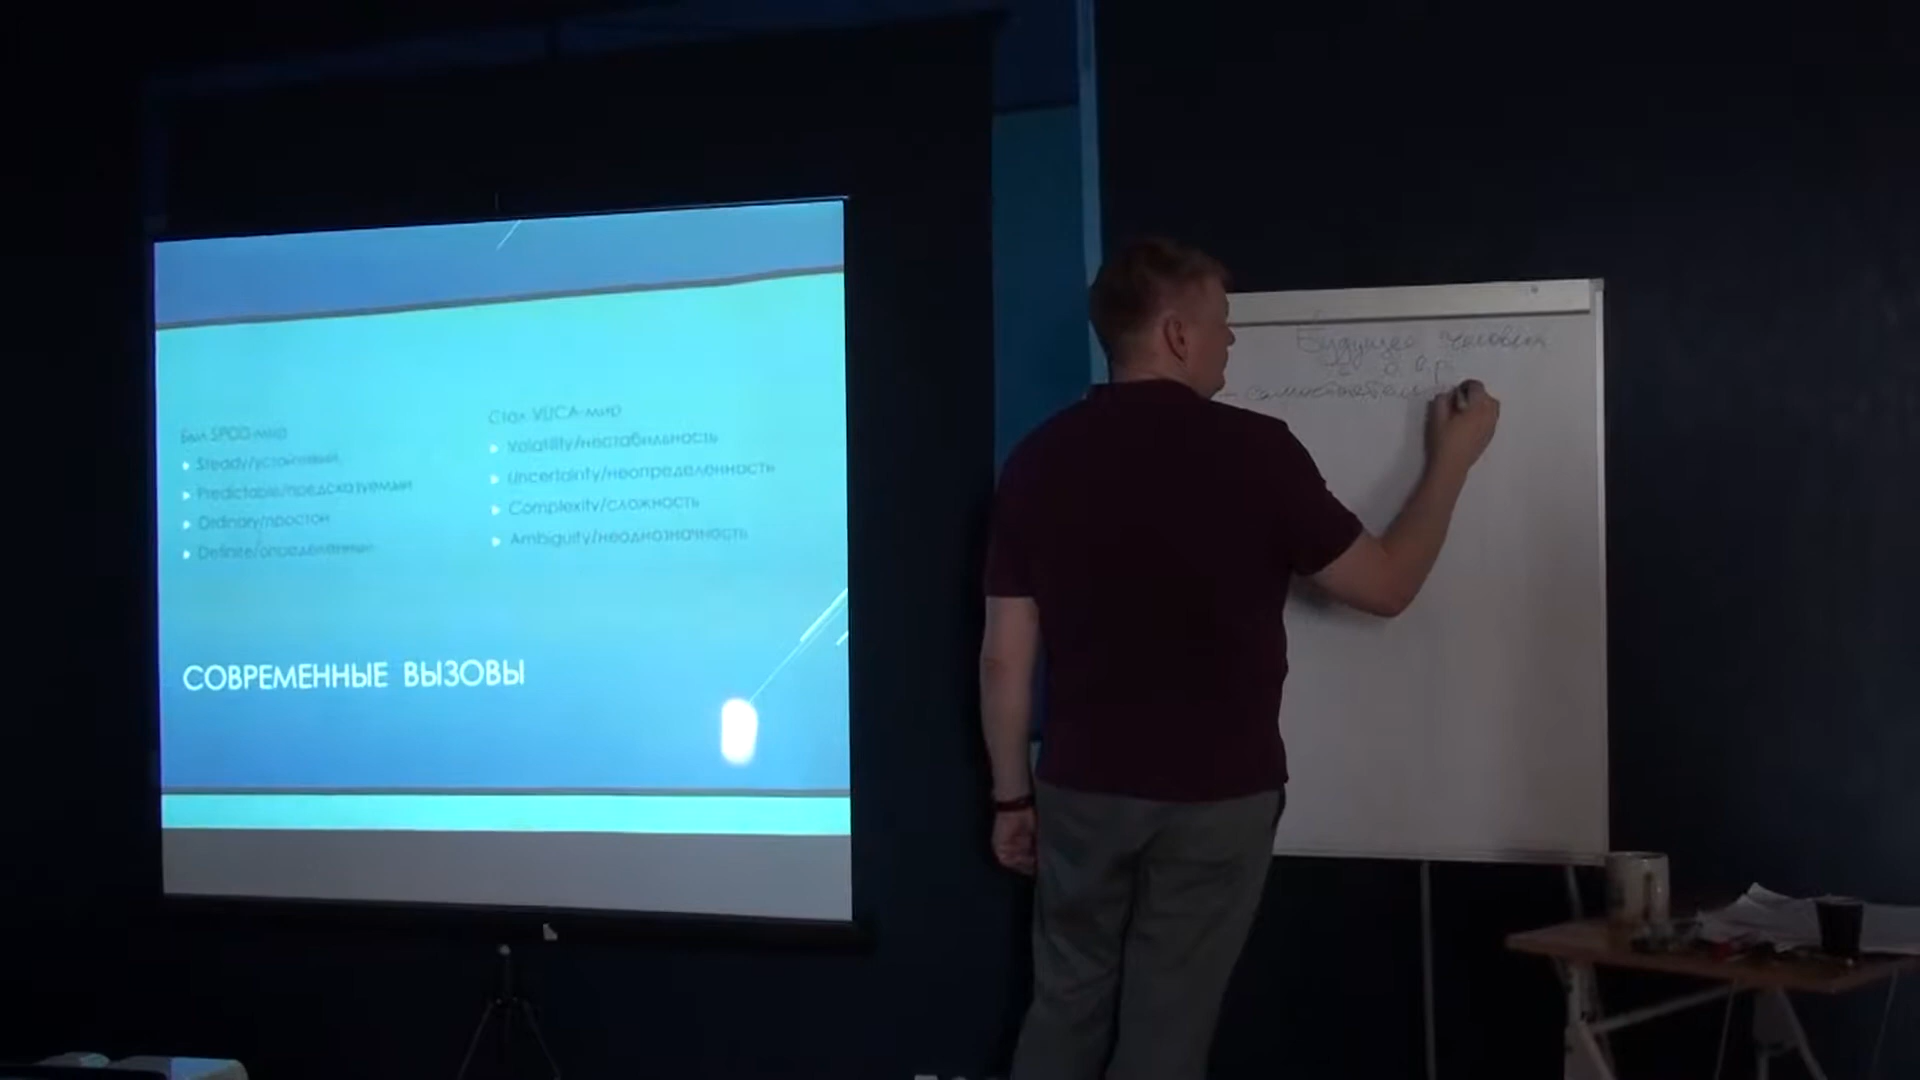 Был SPOD-мир
Steady/устойчивый
Predictable/предсказуемый
Ordinary/простой
Definite/определенный
Стал VUCA-мир
Volatility/нестабильность
Uncertainty/неопределенность
Complexity/сложность
Ambiguity/неоднозначность
СОВРЕМЕННЫЕ ВЫЗОВЫ
Будущее человека